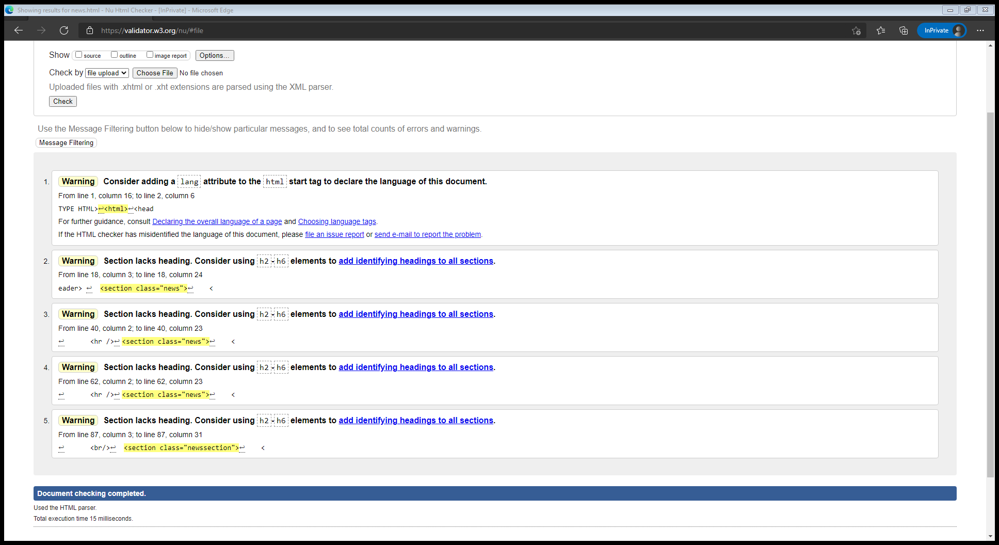 Showing results for news.html - Nu Html Checker - [InPrivate] - Microsoft Edge
https://validator.w3.org/nu/#file
InPrivate
Show source outline image report Options...
Check by file upload Choose File No file chosen
Uploaded files with .xhtml or .xht extensions are parsed using the XML parser.
Check
Use the Message Filtering button below to hide/show particular messages, and to see total counts of errors and warnings.
Message Filtering
1. Warning Consider adding a lang attribute to the html start tag to declare the language of this document.
From line 1, column 16; to line 2, column 6
TYPE HTML>↩<html>↩<head
For further guidance, consult Declaring the overall language of a page and Choosing language tags.
If the HTML checker has misidentified the language of this document, please file an issue report or send e-mail to report the problem.
2. Warning Section lacks heading. Consider using h2-h6 elements to add identifying headings to all sections.
From line 18, column 3; to line 18, column 24
eader> ↩ <section class="news">↩ <
3. Warning Section lacks heading. Consider using h2-h6 elements to add identifying headings to all sections.
From line 40, column 2; to line 40, column 23
↩ <hr />↩ <section class="news">↩ <
4. Warning Section lacks heading. Consider using h2-h6 elements to add identifying headings to all sections.
From line 62, column 2; to line 62, column 23
↩ <hr />↩ <section class="news">↩ <
5. Warning Section lacks heading. Consider using h2-h6 elements to add identifying headings to all sections.
From line 87, column 3; to line 87, column 31
↩ <br/>↩ <section class="newssection">↩ <
Document checking completed.
Used the HTML parser.
Total execution time 15 milliseconds.